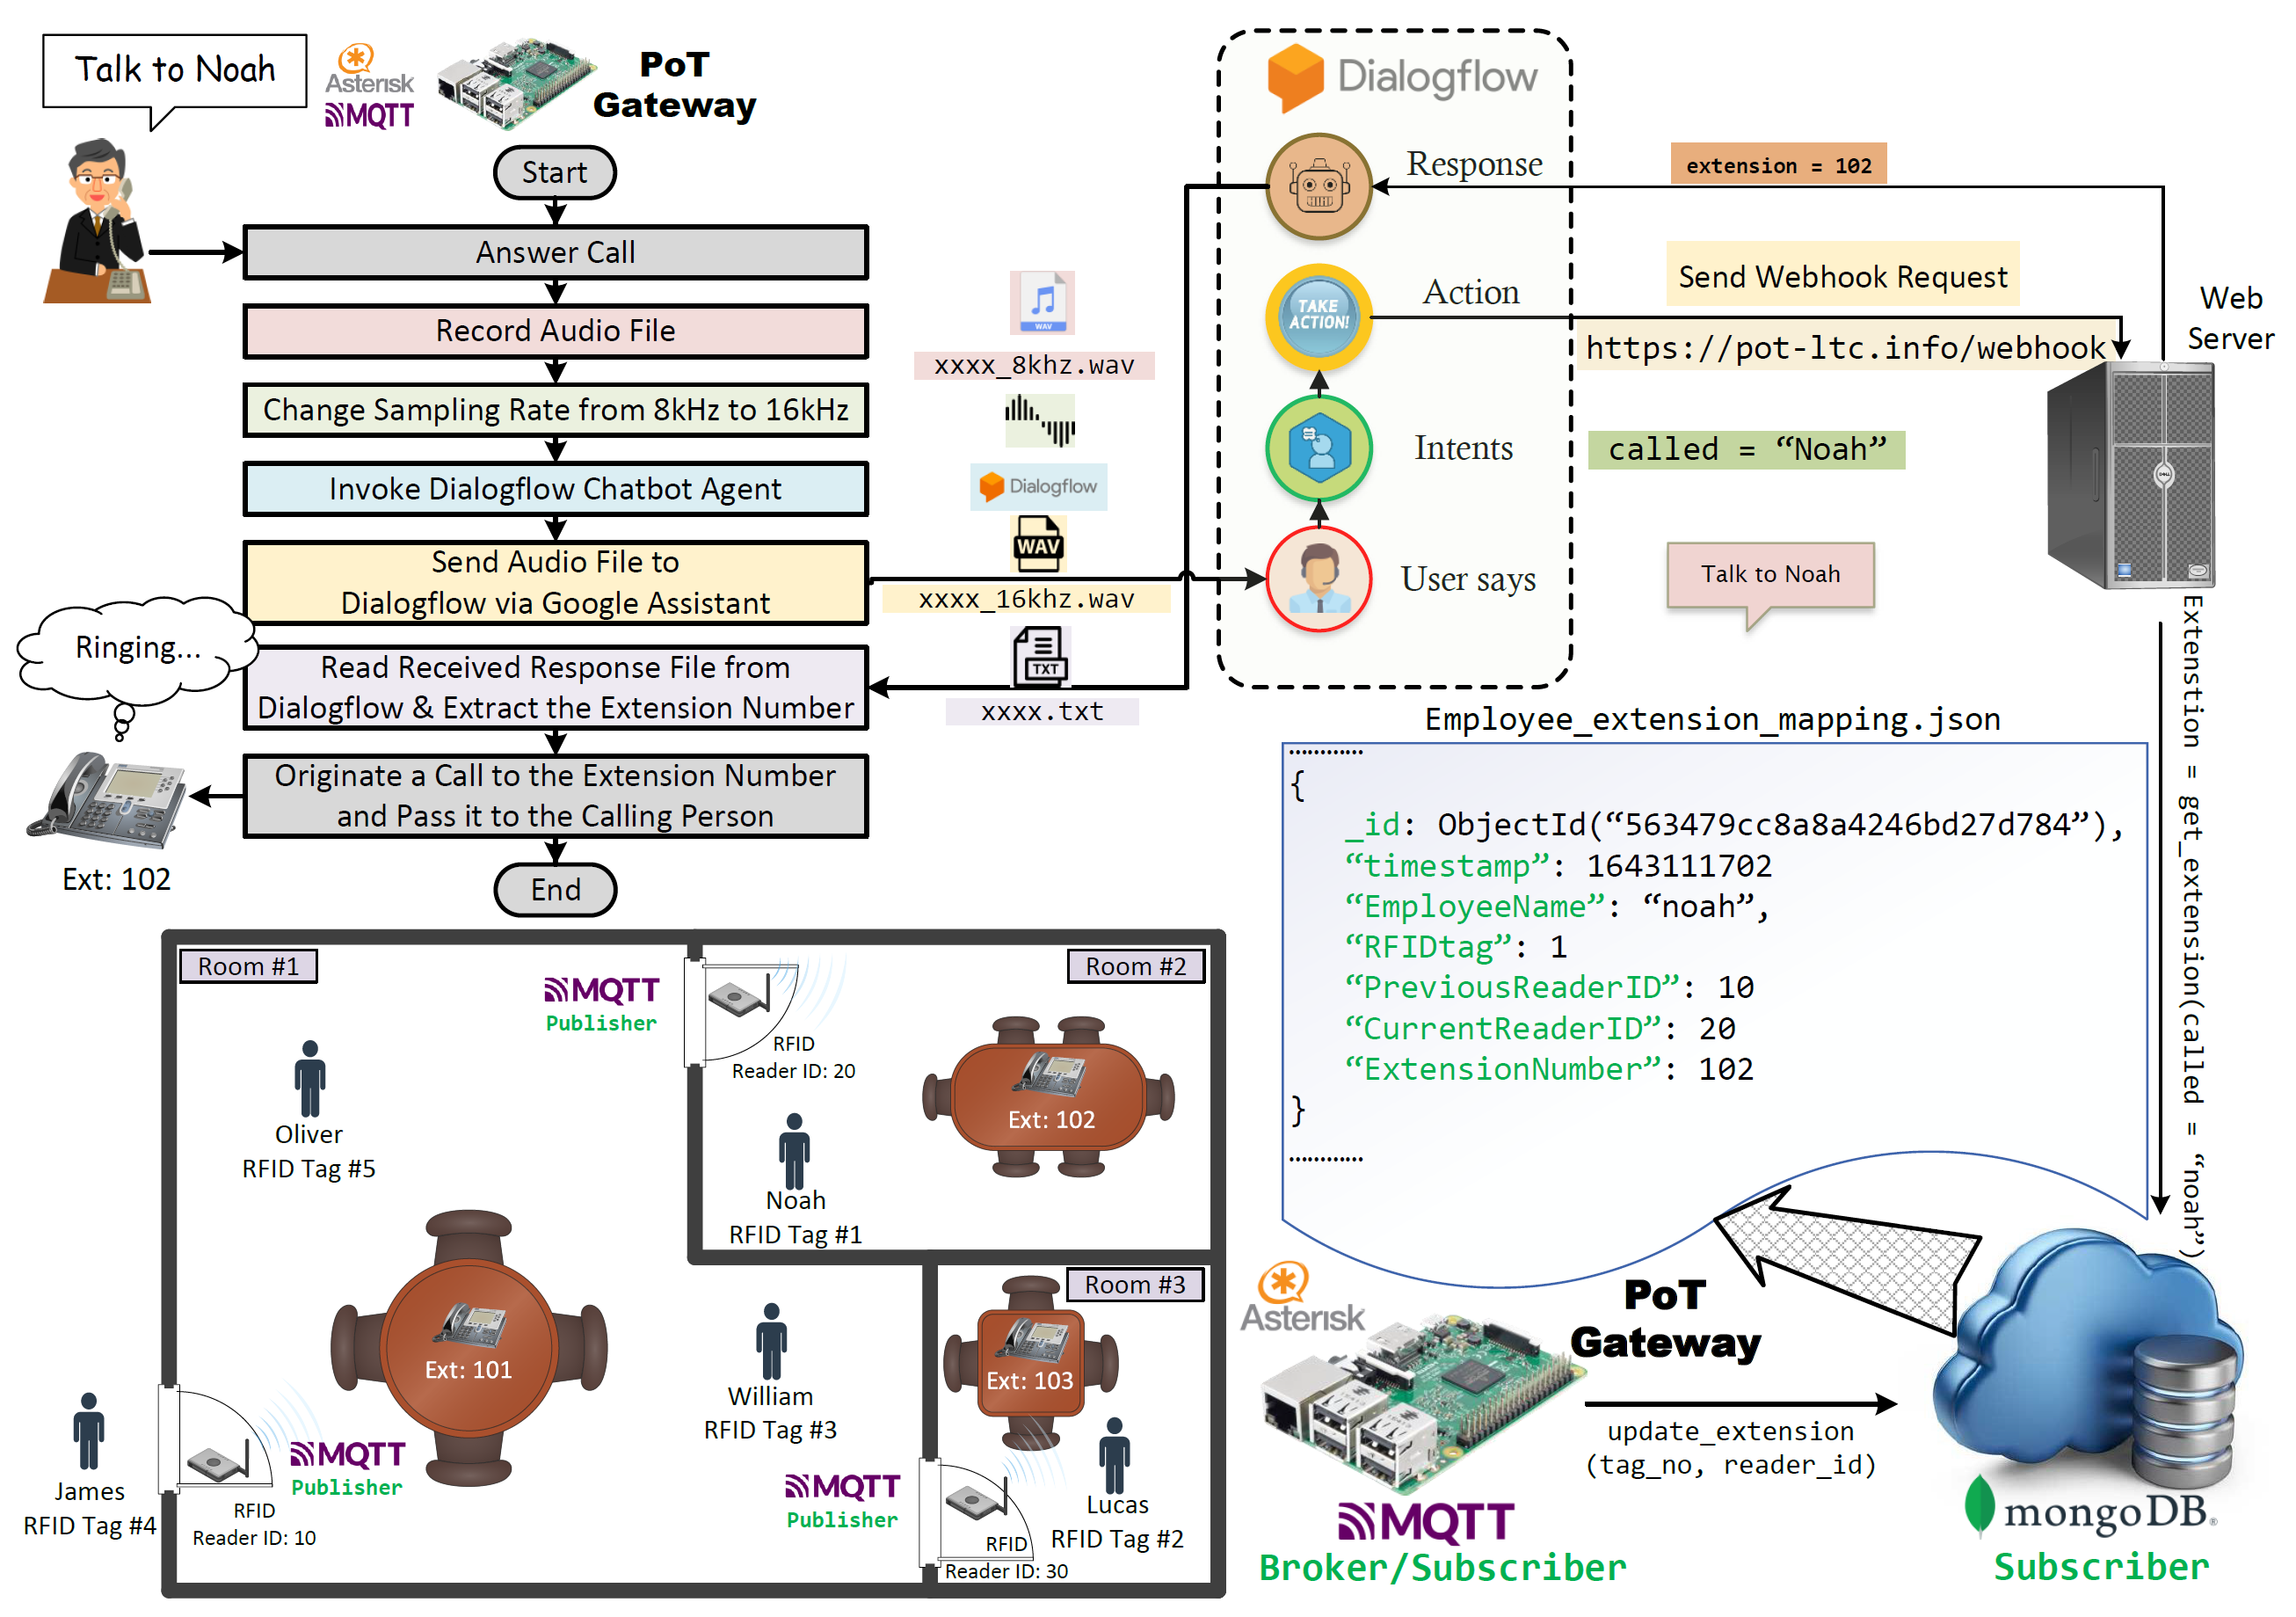 Talk to Noah
Asterisk
MQTT
PoT
Gateway
Start
Answer Call
Record Audio File
Change Sampling Rate from 8kHz to 16kHz
Invoke Dialogflow Chatbot Agent
Send Audio File to
Dialogflow via Google Assistant
Read Received Response File from
Dialogflow & Extract the Extension Number
Originate a Call to the Extension Number
and Pass it to the Calling Person
End
Ringing...
Ext: 102
WAV
xxxx_8khz.wav
Dialogflow
WAV
xxxx_16khz.wav
TXT
xxxx.txt
Dialogflow
Response
Action
TAKE
ACTION!
Intents
User says
extension = 102
Send Webhook Request
https://pot-ltc.info/webhook
called = “Noah”
Talk to Noah
Web
Server
DELL
Extenstion = get_extension(called = “noah”)
Employee_extension_mapping.json
…………
{
_id: ObjectId(“563479cc8a8a4246bd27d784”),
“timestamp”: 1643111702
“EmployeeName”: “noah”,
“RFIDtag”: 1
“PreviousReaderID”: 10
“CurrentReaderID”: 20
“ExtensionNumber”: 102
}
…………
Room #1
Room #2
Room #3
MQTT
Publisher
RFID
Reader ID: 20
Ext: 102
Oliver
RFID Tag #5
Noah
RFID Tag #1
Ext: 101
William
RFID Tag #3
Ext: 103
James
RFID Tag #4
RFID
Reader ID: 10
MQTT
Publisher
MQTT
Publisher
RFID
Reader ID: 30
Lucas
RFID Tag #2
Asterisk
PoT
Gateway
MQTT
Broker/Subscriber
update_extension
(tag_no, reader_id)
mongoDB®
Subscriber